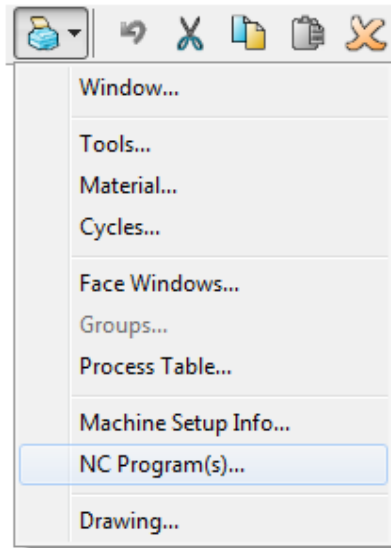 Window...
Tools...
Material...
Cycles...
Face Windows...
Groups...
Process Table...
Machine Setup Info...
NC Program(s)...
Drawing...